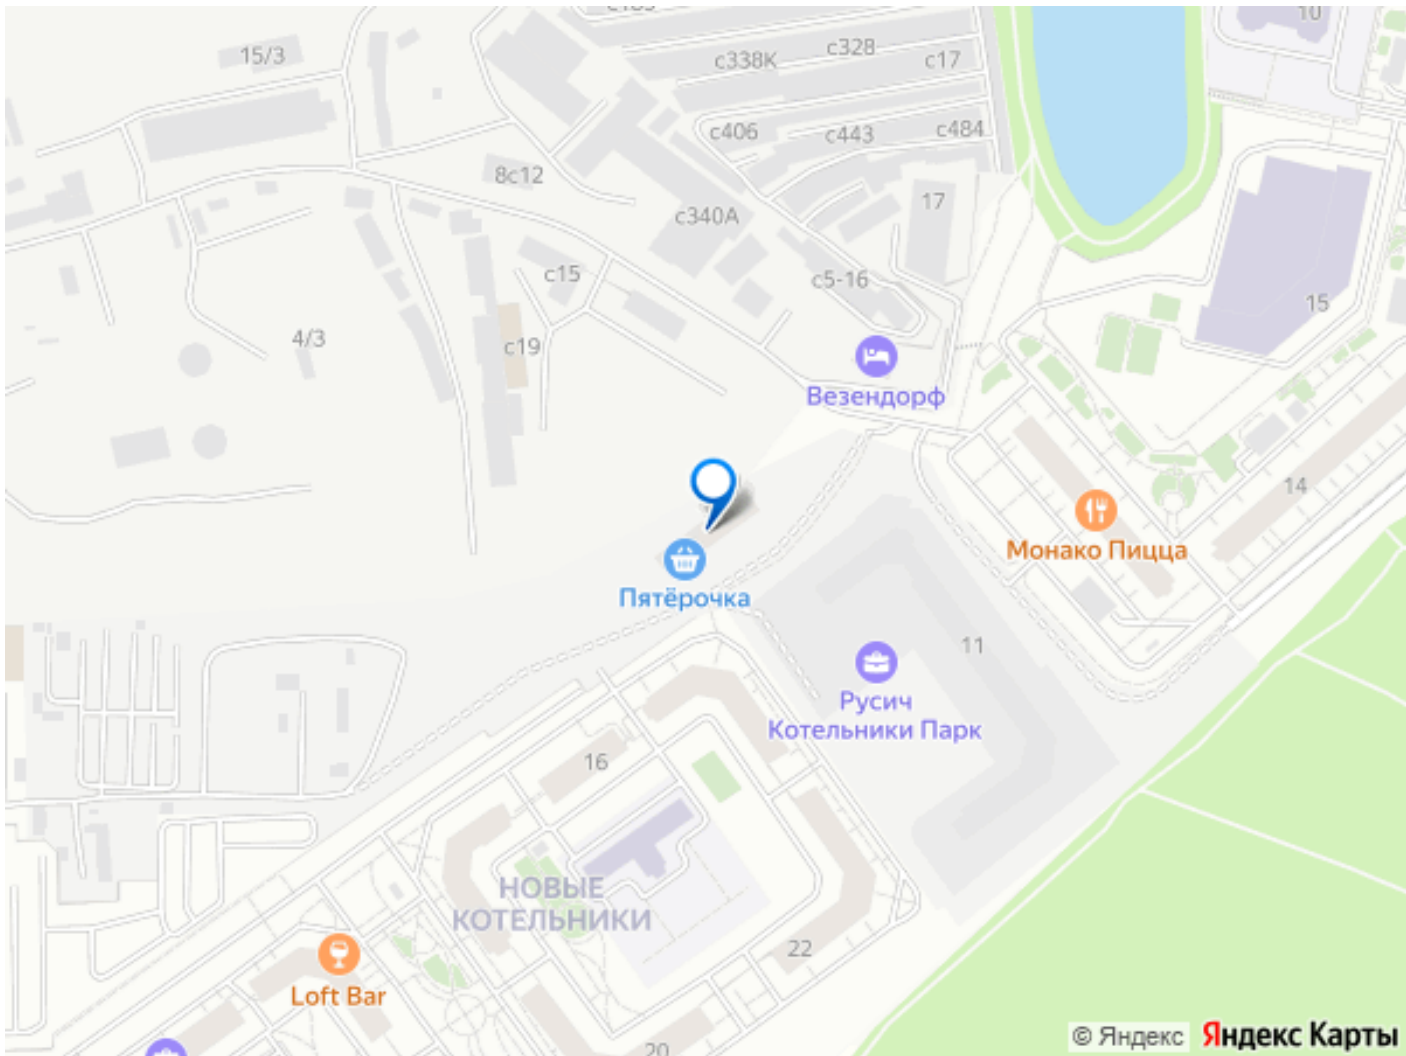 10
15/3
с338К
с328
с17
с406
с443
с484
8с12
17
с340А
с15
с5-16
15
4/3
с19
Везендорф
14
Монако Пицца
Пятёрочка
11
Русич
Котельники Парк
16
НОВЫЕ
КОТЕЛЬНИКИ
22
Loft Bar
20
© Яндекс Яндекс Карты